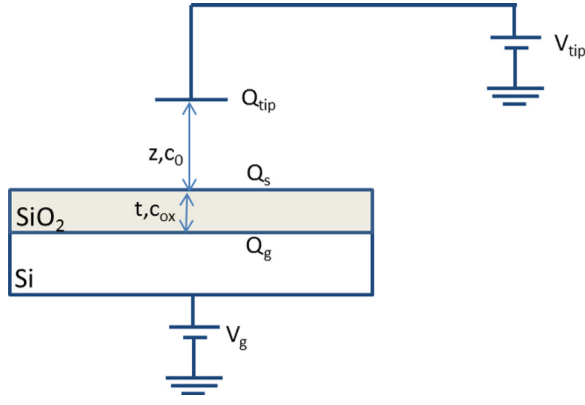 V_tip
Q_tip
z,c_0
Q_s
t,c_ox
SiO_2
Q_g
Si
V_g